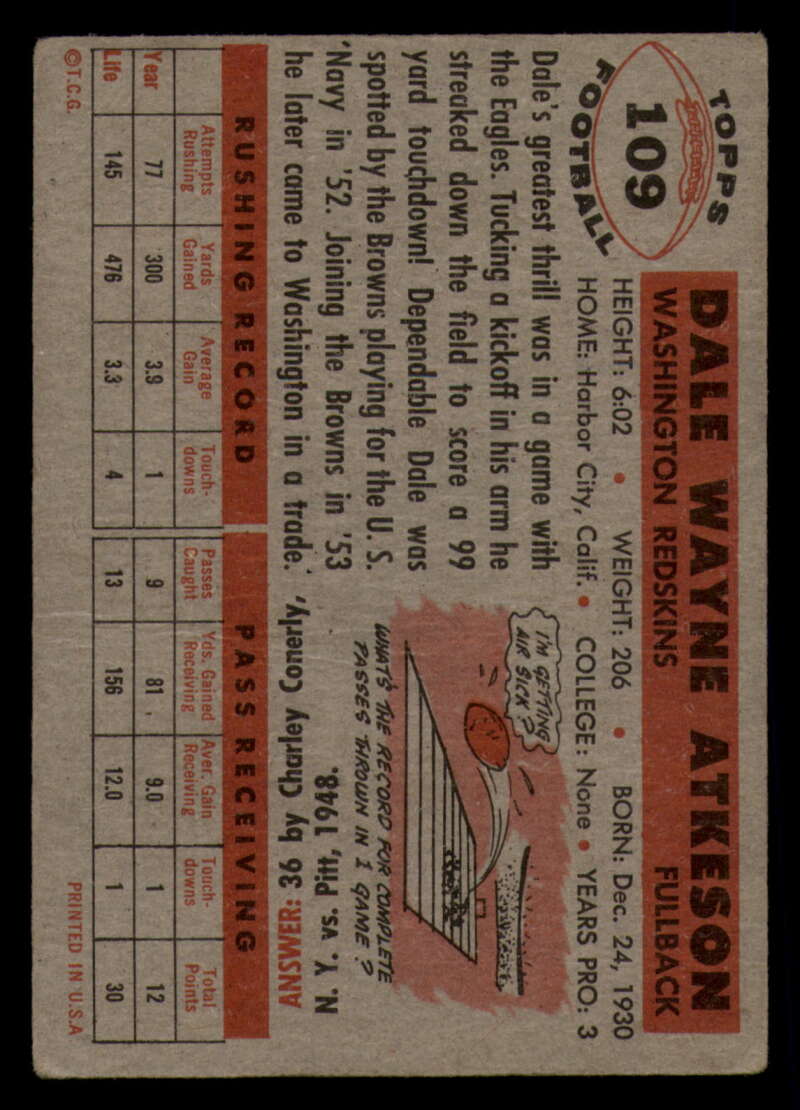 TOPPS
109
FOOTBALL
DALE WAYNE ATKESON
WASHINGTON REDSKINS FULLBACK
HEIGHT: 6:02 • WEIGHT: 206 • BORN: Dec. 24, 1930
HOME: Harbor City, Calif. • COLLEGE: None • YEARS PRO: 3
Dale's greatest thrill was in a game with
the Eagles. Tucking a kickoff in his arm he
streaked down the field to score a 99
yard touchdown! Dependable Dale was
spotted by the Browns playing for the U. S.
Navy in '52. Joining the Browns in '53
he later came to Washington in a trade.
I'M GETTING
AIR SICK?
WHAT'S THE RECORD FOR COMPLETE
PASSES THROWN IN 1 GAME?
ANSWER: 36 by Charley Conerly,
N. Y. vs. Pitt, 1948.
RUSHING RECORD PASS RECEIVING
Attempts Rushing Yards Gained Average Gain Touch-downs Passes Caught Yds. Gained Receiving Aver. Gain Receiving Touch-downs Total Points
Year 77 300 3.9 1 9 81 9.0 1 12
Life 145 476 3.3 4 13 156 12.0 1 30
©T.C.G. PRINTED IN U.S.A